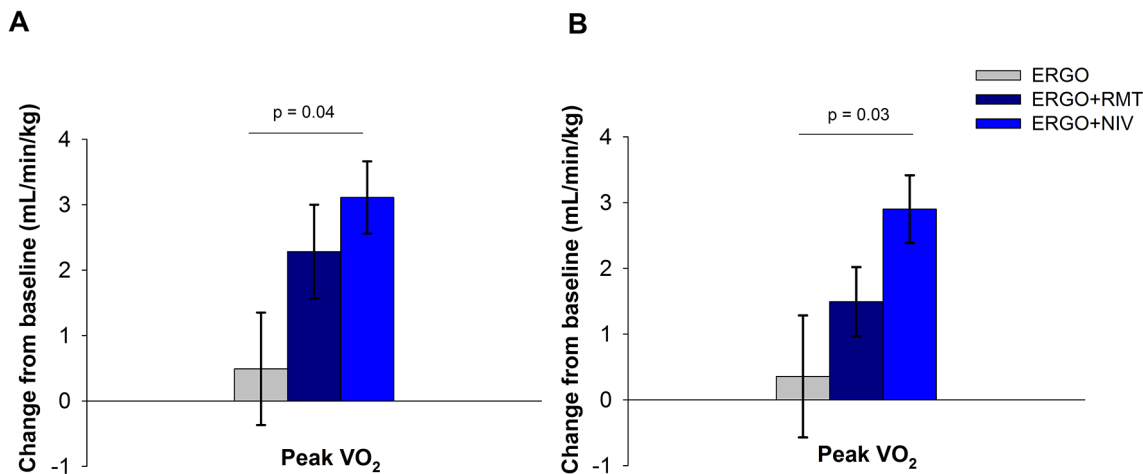 A
Change from baseline (mL/min/kg)
4
3
2
1
0
-1
p = 0.04
Peak VO₂
B
Change from baseline (mL/min/kg)
4
3
2
1
0
-1
p = 0.03
Peak VO₂
ERGO
ERGO+RMT
ERGO+NIV